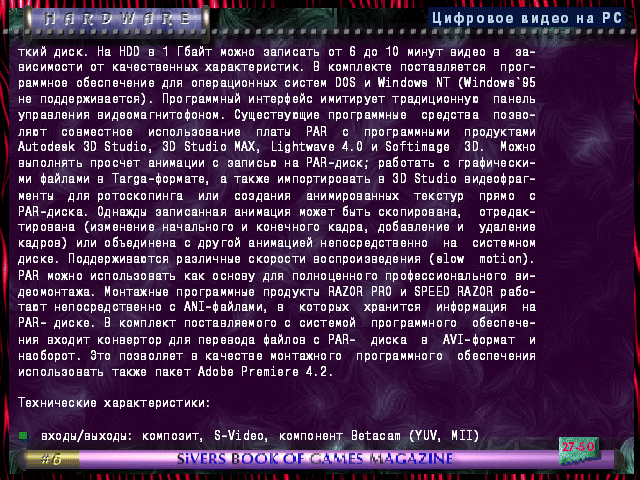 HARDWARE
Цифровое видео на PC
ткий диск. На HDD в 1 Гбайт можно записать от 6 до 10 минут видео в за-
висимости от качественных характеристик. В комплекте поставляется прог-
раммное обеспечение для операционных систем DOS и Windows NT (Windows`95
не поддерживается). Программный интерфейс имитирует традиционную панель
управления видеомагнитофоном. Существующие программные средства позво-
ляют совместное использование платы PAR с программными продуктами
Autodesk 3D Studio, 3D Studio MAX, Lightwave 4.0 и Softimage 3D. Можно
выполнять просчет анимации с записью на PAR-диск; работать с графически-
ми файлами в Targa-формате, а также импортировать в 3D Studio видеофраг-
менты для ротоскопинга или создания анимированных текстур прямо с
PAR-диска. Однажды записанная анимация может быть скопирована, отредак-
тирована (изменение начального и конечного кадра, добавление и удаление
кадров) или объединена с другой анимацией непосредственно на системном
диске. Поддерживаются различные скорости воспроизведения (slow motion).
PAR можно использовать как основу для полноценного профессионального ви-
деомонтажа. Монтажные программные продукты RAZOR PRO и SPEED RAZOR рабо-
тают непосредственно с ANI-файлами, в которых хранится информация на
PAR- диске. В комплект поставляемого с системой программного обеспече-
ния входит конвертор для перевода файлов с PAR- диска в AVI-формат и
наоборот. Это позволяет в качестве монтажного программного обеспечения
использовать также пакет Adobe Premiere 4.2.
Технические характеристики:
входы/выходы: композит, S-Video, компонент Betacam (YUV, MII)
27-50
#6
SiVERS BOOK OF GAMES MAGAZINE